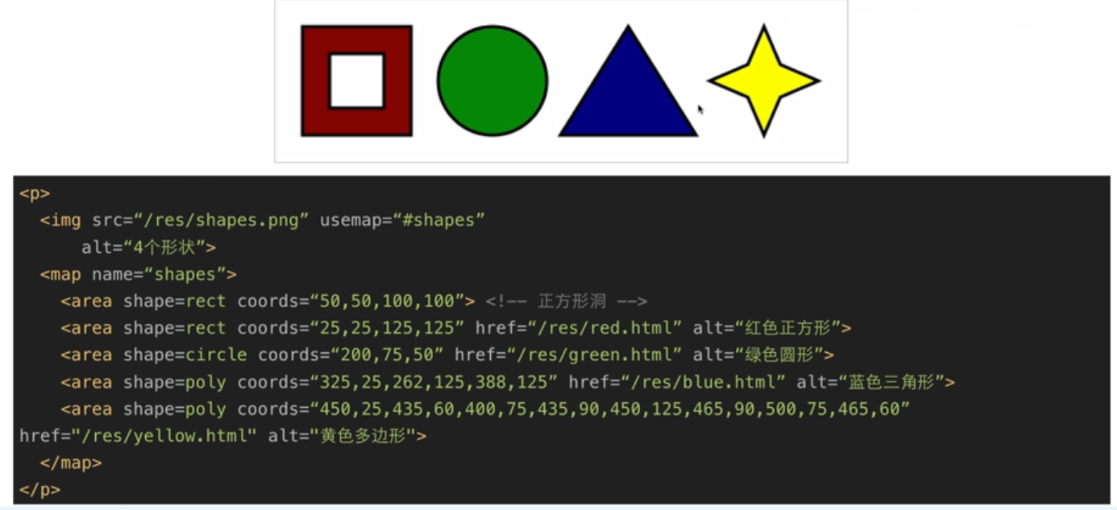 <p>
<img src=“/res/shapes.png” usemap=“#shapes”
alt=“4个形状”>
<map name=“shapes”>
<area shape=rect coords=“50,50,100,100”> <!-- 正方形洞 -->
<area shape=rect coords=“25,25,125,125” href=“/res/red.html” alt=“红色正方形”>
<area shape=circle coords=“200,75,50” href=“/res/green.html” alt=“绿色圆形”>
<area shape=poly coords=“325,25,262,125,388,125” href=“/res/blue.html” alt=“蓝色三角形”>
<area shape=poly coords=“450,25,435,60,400,75,435,90,450,125,465,90,500,75,465,60”
href="/res/yellow.html" alt="黄色多边形">
</map>
</p>